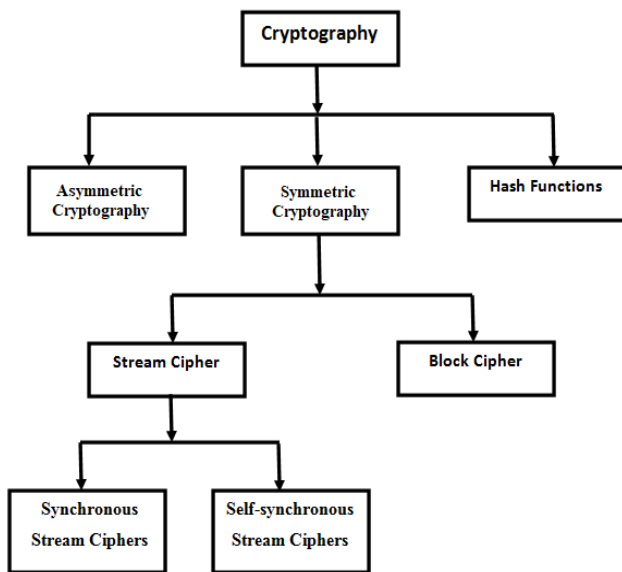 Cryptography
Asymmetric
Cryptography
Symmetric
Cryptography
Hash Functions
Stream Cipher
Block Cipher
Synchronous
Stream Ciphers
Self-synchronous
Stream Ciphers